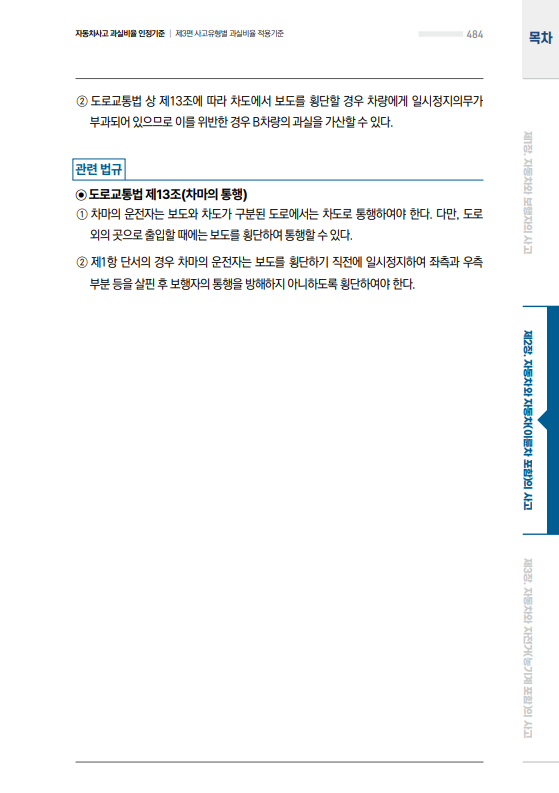 자동차사고 과실비율 인정기준 | 제3편 사고유형별 과실비율 적용기준
484
목차
② 도로교통법 상 제13조에 따라 차도에서 보도를 횡단할 경우 차량에게 일시정지의무가
부과되어 있으므로 이를 위반한 경우 B차량의 과실을 가산할 수 있다.
관련 법규
◉ 도로교통법 제13조(차마의 통행)
① 차마의 운전자는 보도와 차도가 구분된 도로에서는 차도로 통행하여야 한다. 다만, 도로
외의 곳으로 출입할 때에는 보도를 횡단하여 통행할 수 있다.
② 제1항 단서의 경우 차마의 운전자는 보도를 횡단하기 직전에 일시정지하여 좌측과 우측
부분 등을 살핀 후 보행자의 통행을 방해하지 아니하도록 횡단하여야 한다.
제1장. 자동차와 보행자의 사고
제2장. 자동차와 자동차(이륜차 포함)의 사고
제3장. 자동차와 자전거(농기계 포함)의 사고